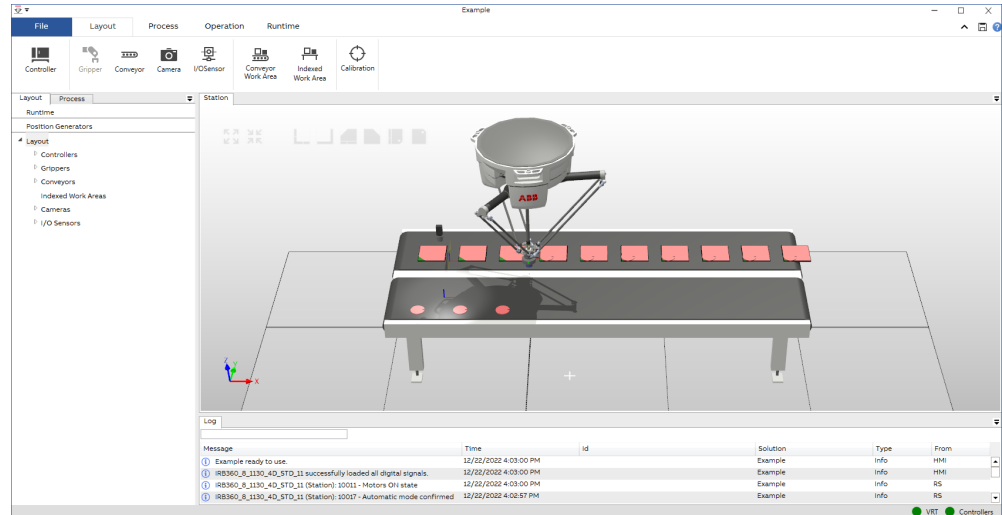 Example
File Layout Process Operation Runtime
Controller Gripper Conveyor Camera I/OSensor Conveyor Work Area Indexed Work Area Calibration
Layout Process
Station
Runtime
Position Generators
Layout
Controllers
Grippers
Conveyors
Indexed Work Areas
Cameras
I/O Sensors
ABB
Z Y X
Log
Message Time Id Solution Type From
Example ready to use. 12/22/2022 4:03:00 PM Example Info HMI
IRB360_8_1130_4D_STD_11 successfully loaded all digital signals. 12/22/2022 4:03:00 PM Example Info HMI
IRB360_8_1130_4D_STD_11 (Station): 10011 - Motors ON state 12/22/2022 4:03:00 PM Example Info RS
IRB360_8_1130_4D_STD_11 (Station): 10017 - Automatic mode confirmed 12/22/2022 4:02:57 PM Example Info RS
VRT Controllers